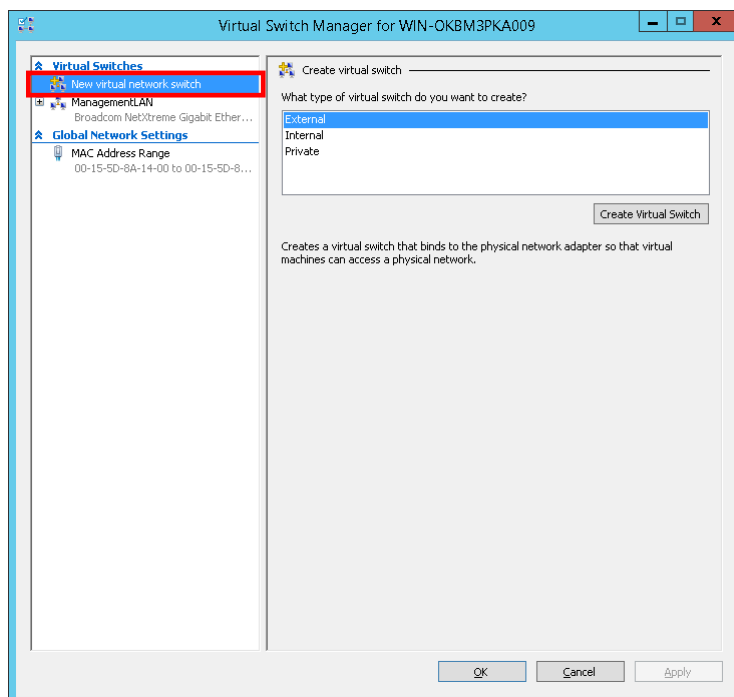 Virtual Switch Manager for WIN-OKBM3PKA009
Virtual Switches
New virtual network switch
ManagementLAN
Broadcom NetXtreme Gigabit Ether...
Global Network Settings
MAC Address Range
00-15-5D-8A-14-00 to 00-15-5D-8...
Create virtual switch
What type of virtual switch do you want to create?
External
Internal
Private
Create Virtual Switch
Creates a virtual switch that binds to the physical network adapter so that virtual
machines can access a physical network.
OK
Cancel
Apply